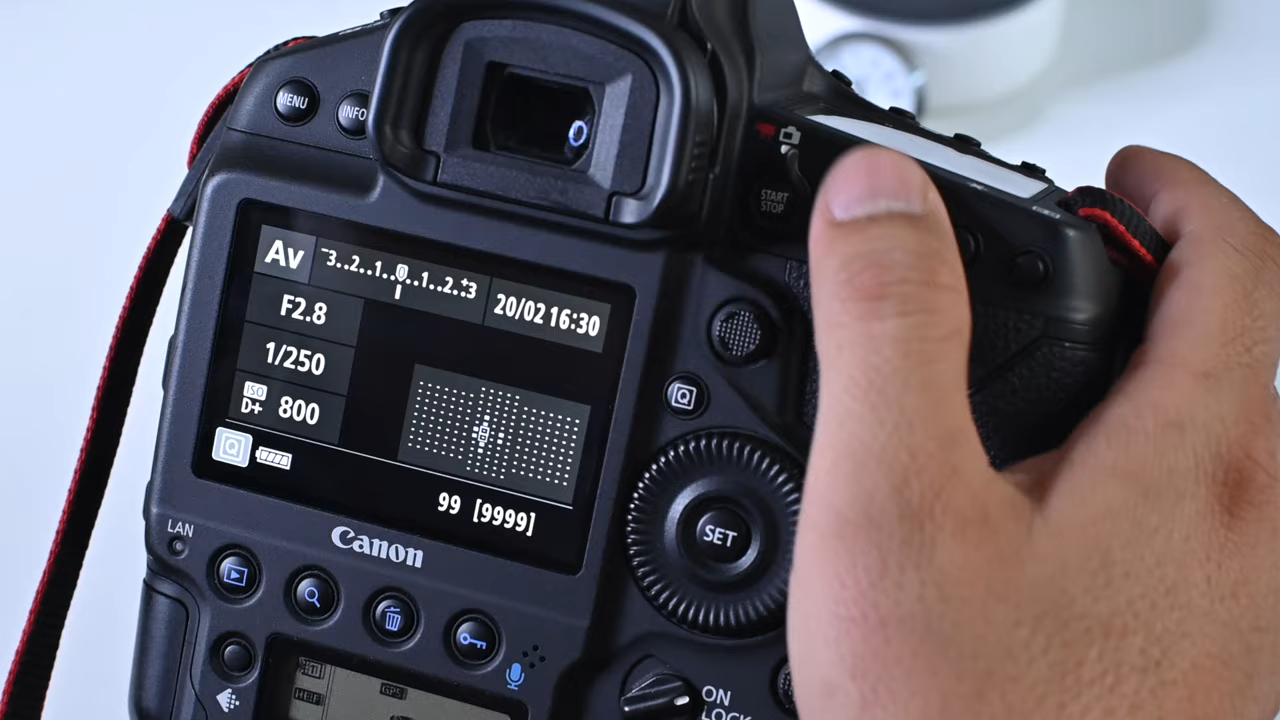 MENU
INFO
START
STOP
Av
-3..2..1..0..1..2..+3
20/02 16:30
F2.8
1/250
ISO
D+ 800
Q
Q
99 [9999]
SET
Canon
LAN
ON
LOCK
GPS